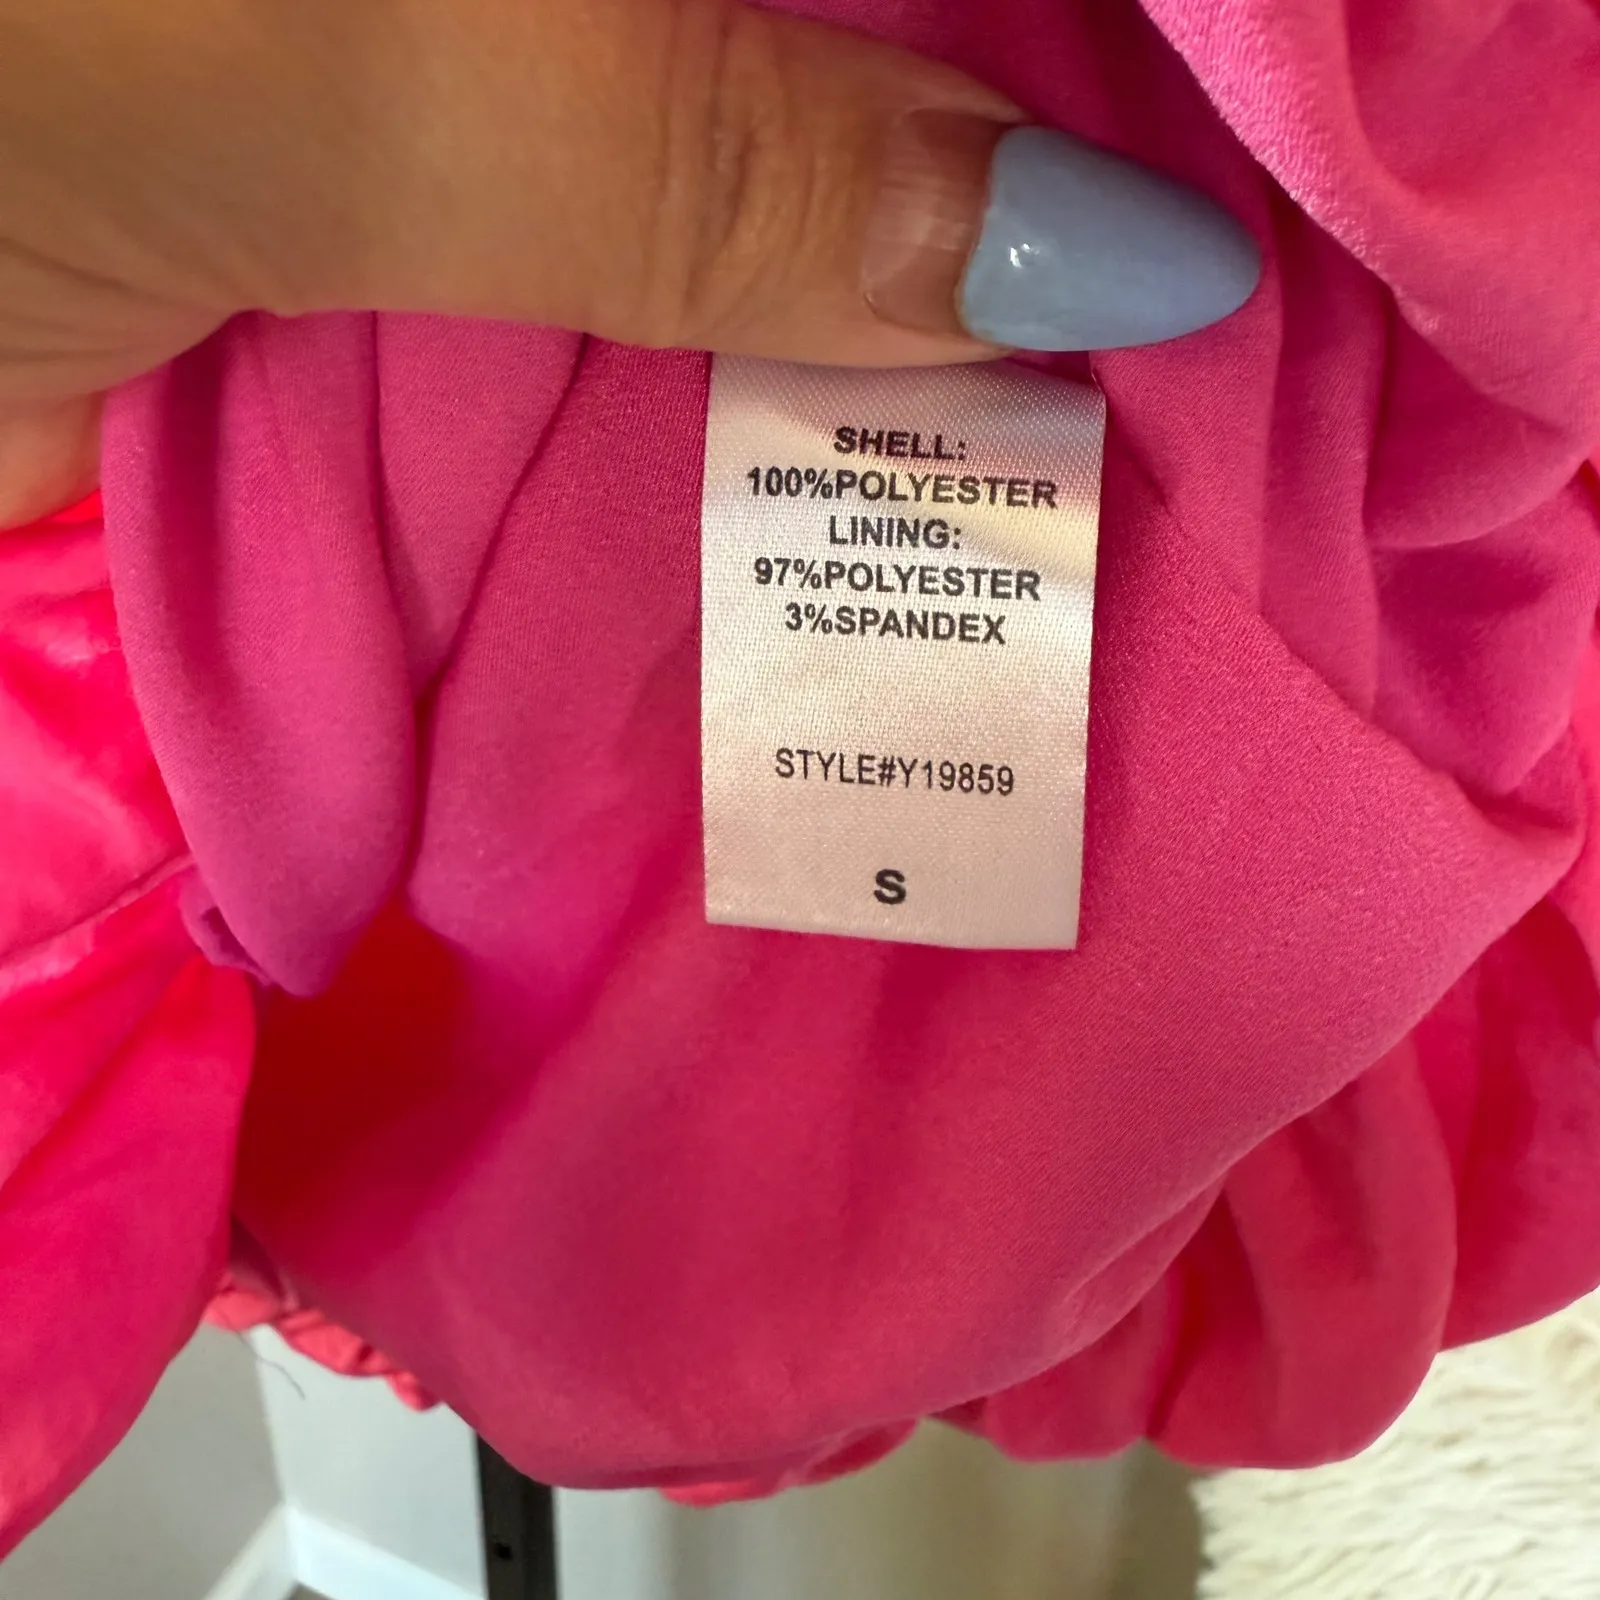 SHELL:
100%POLYESTER
LINING:
97%POLYESTER
3%SPANDEX
STYLE#Y19859
S